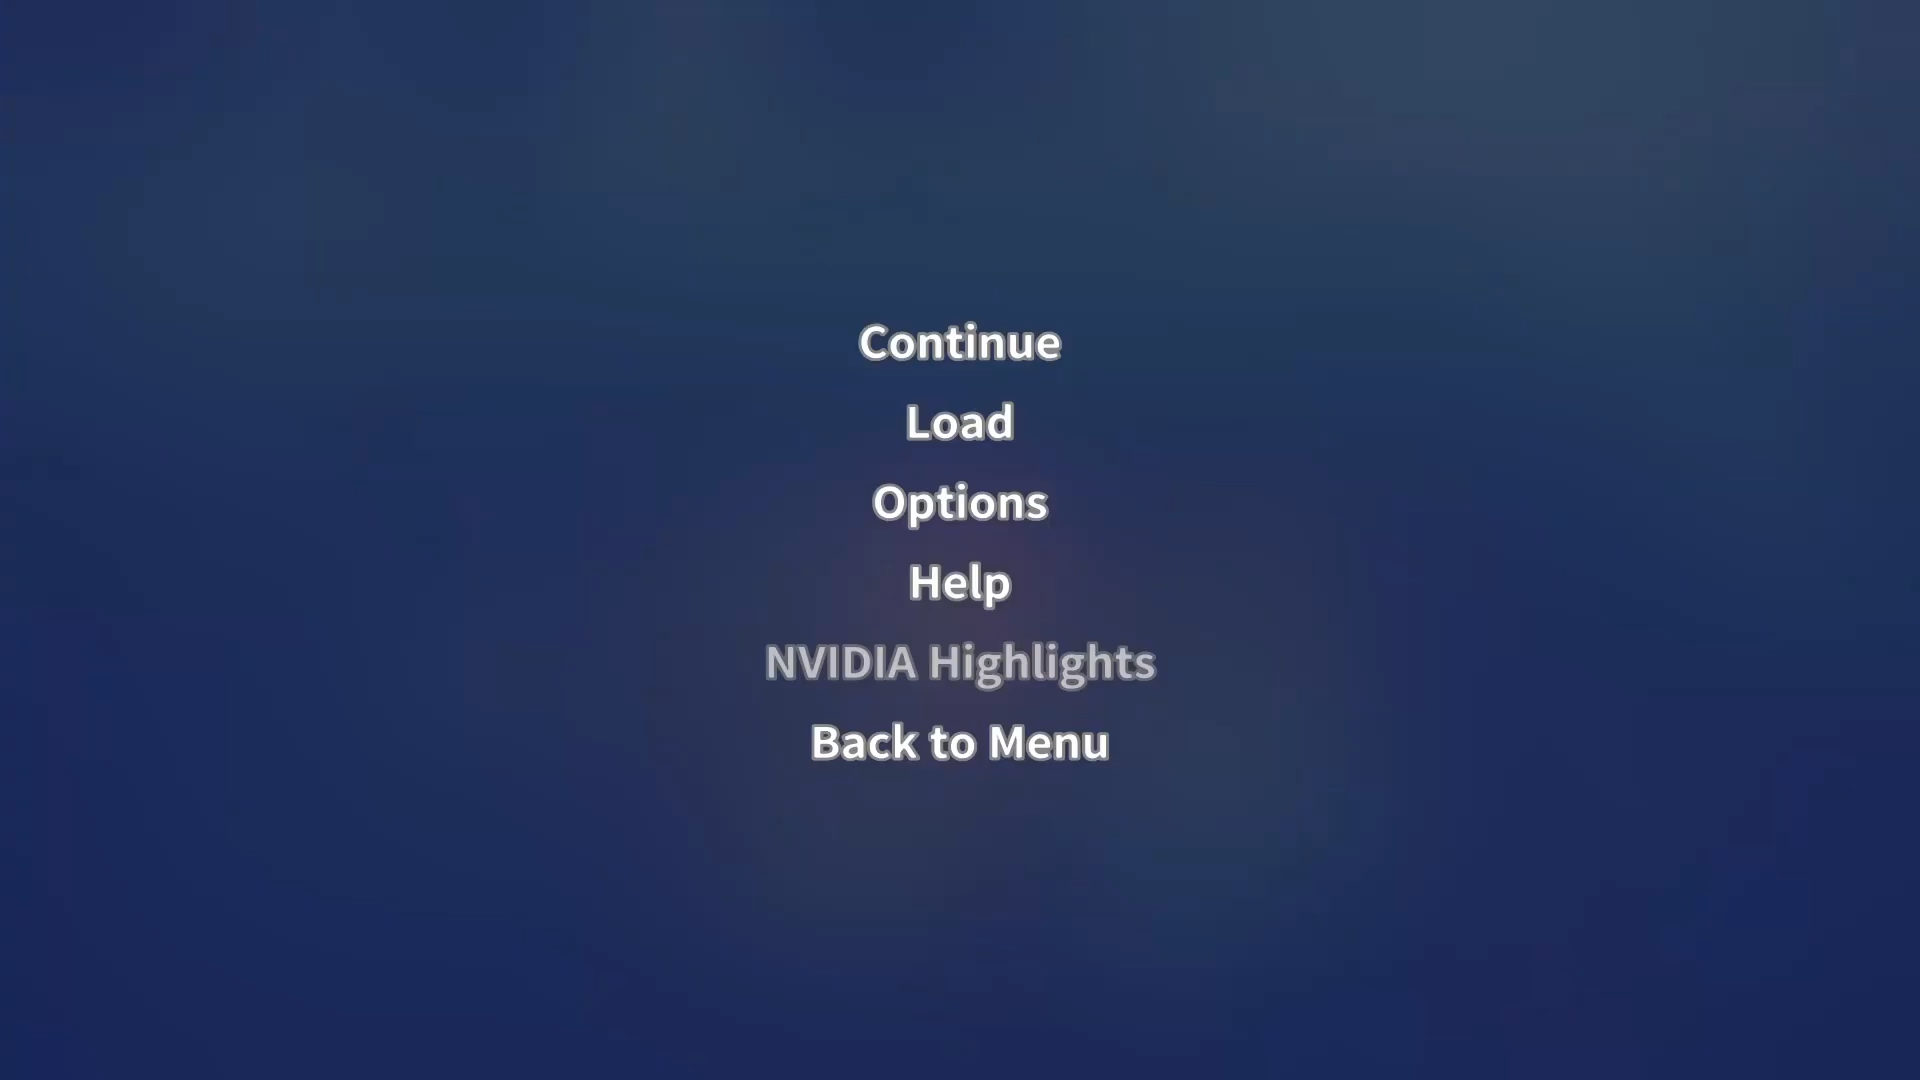 Continue
Load
Options
Help
NVIDIA Highlights
Back to Menu